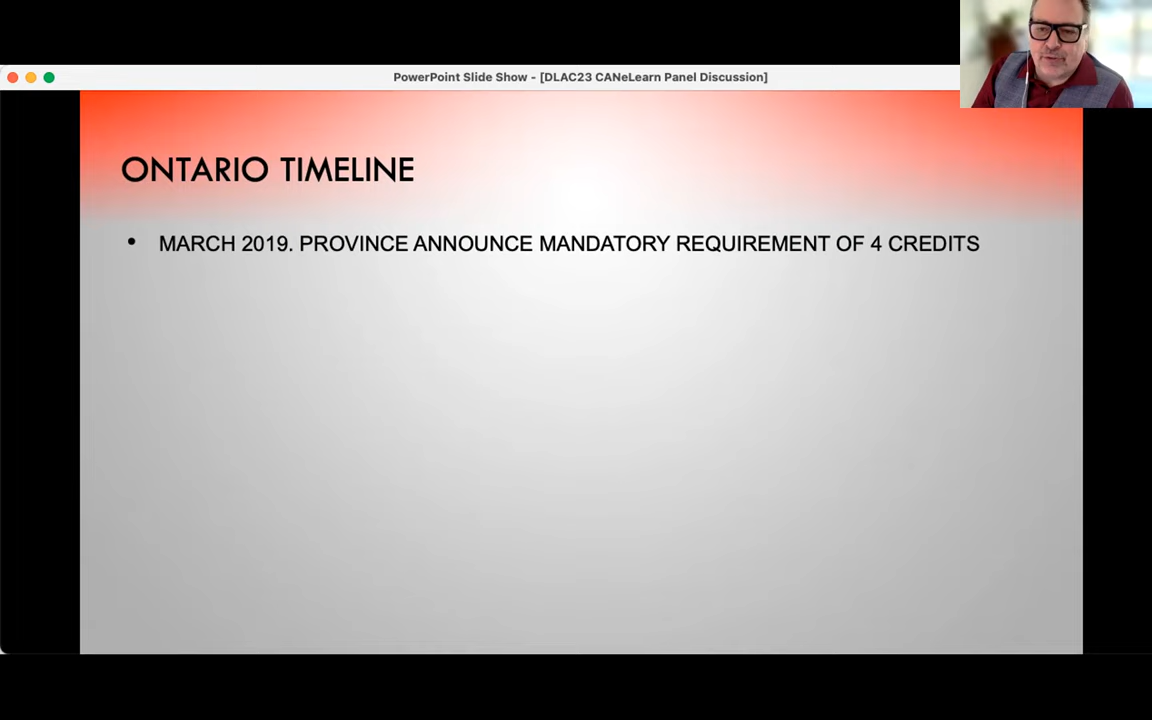 PowerPoint Slide Show - [DLAC23 CANeLearn Panel Discussion]
ONTARIO TIMELINE
• MARCH 2019. PROVINCE ANNOUNCE MANDATORY REQUIREMENT OF 4 CREDITS